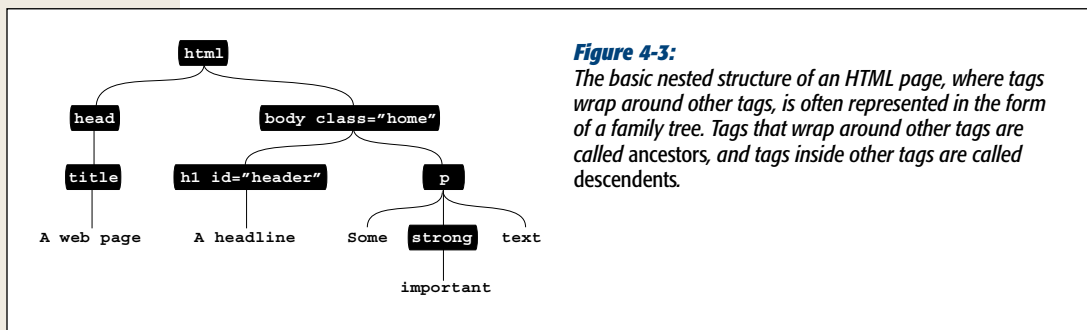 html
head
body class=”home”
title
h1 id=”header”
p
A web page
A headline
Some
strong
text
important
Figure 4-3:
The basic nested structure of an HTML page, where tags
wrap around other tags, is often represented in the form
of a family tree. Tags that wrap around other tags are
called ancestors, and tags inside other tags are called
descendents.